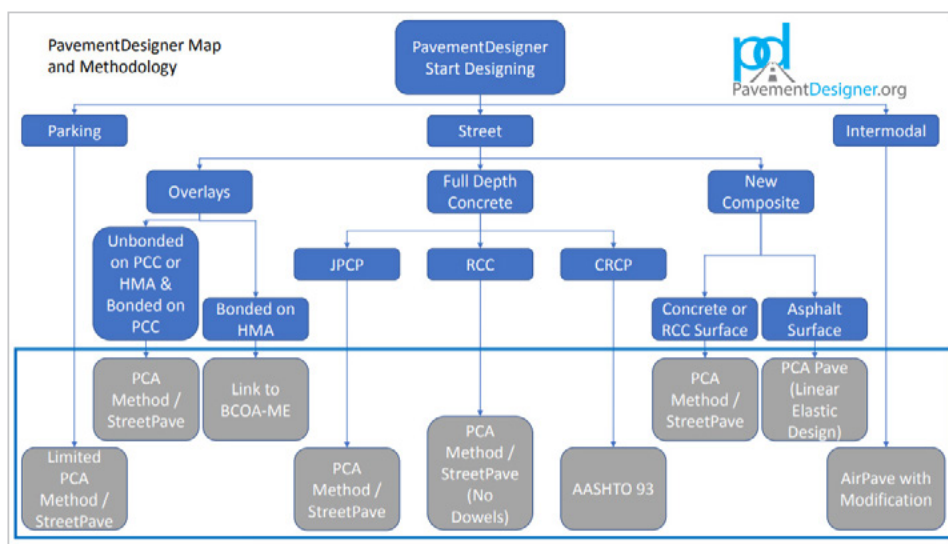 PavementDesigner Map
and Methodology
PavementDesigner
Start Designing
pd
PavementDesigner.org
Parking
Street
Intermodal
Overlays
Full Depth
Concrete
New
Composite
Unbonded
on PCC or
HMA &
Bonded on
PCC
Bonded on
HMA
JPCP
RCC
CRCP
Concrete or
RCC Surface
Asphalt
Surface
PCA
Method /
StreetPave
Link to
BCOA-ME
PCA
Method /
StreetPave
PCA Pave
(Linear
Elastic
Design)
Limited
PCA
Method /
StreetPave
PCA
Method /
StreetPave
PCA
Method /
StreetPave
(No
Dowels)
AASHTO 93
AirPave with
Modification